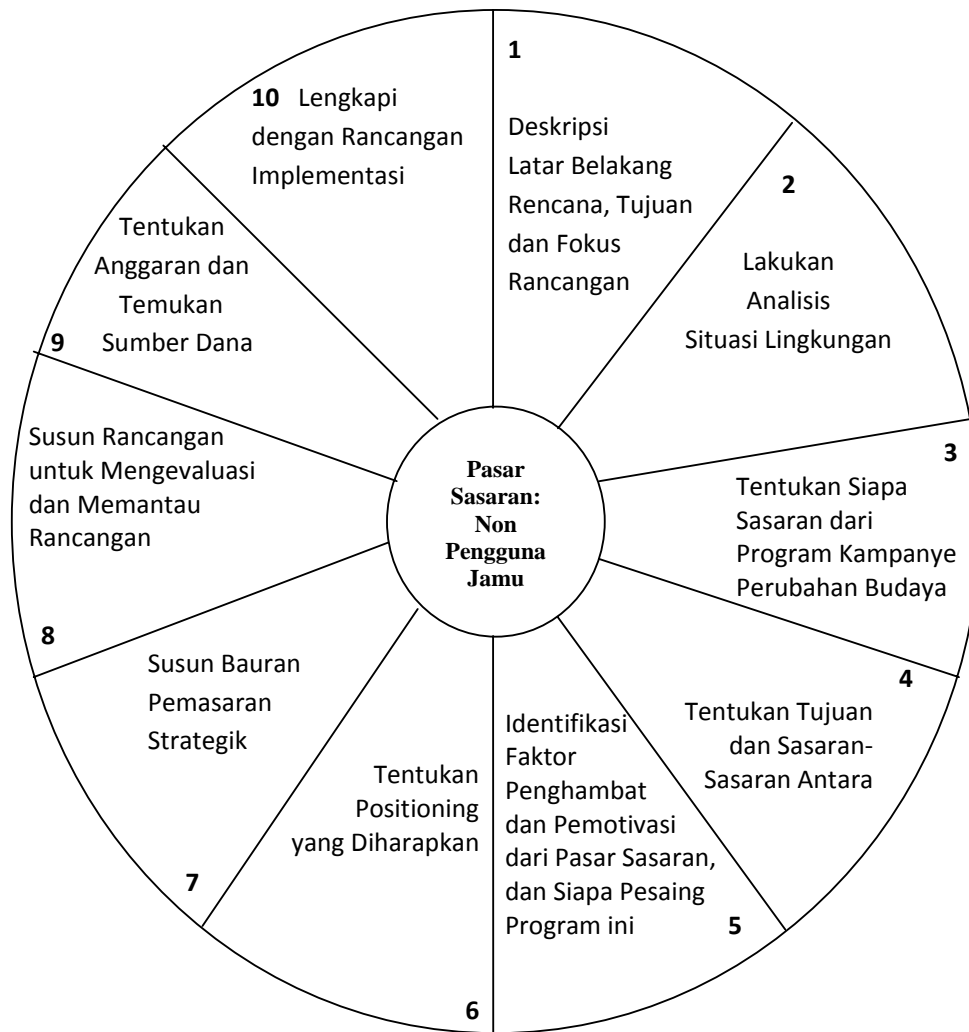 1
Deskripsi
Latar Belakang
Rencana, Tujuan
dan Fokus
Rancangan
2
Lakukan
Analisis
Situasi Lingkungan
3
Tentukan Siapa
Sasaran dari
Program Kampanye
Perubahan Budaya
4
Tentukan Tujuan
dan Sasaran-
Sasaran Antara
Identifikasi
Faktor
Penghambat
dan Pemotivasi
dari Pasar Sasaran,
dan Siapa Pesaing
Program ini
5
Tentukan
Positioning
yang Diharapkan
6
Susun Bauran
Pemasaran
Strategik
7
Susun Rancangan
untuk Mengevaluasi
dan Memantau
Rancangan
8
Tentukan
Anggaran dan
Temukan
Sumber Dana
9
10 Lengkapi
dengan Rancangan
Implementasi
Pasar
Sasaran:
Non
Pengguna
Jamu